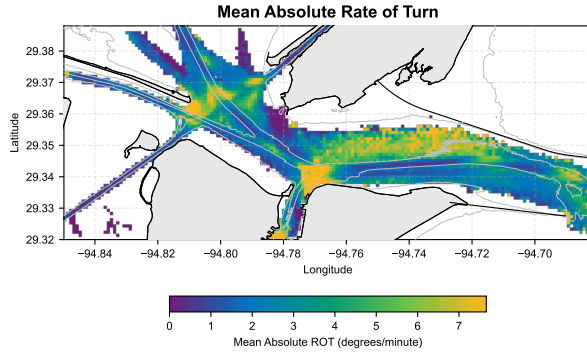 Mean Absolute Rate of Turn
29.38
29.37
29.36
29.35
29.34
29.33
29.32
Latitude
−94.84 −94.82 −94.80 −94.78 −94.76 −94.74 −94.72 −94.70
Longitude
0 1 2 3 4 5 6 7
Mean Absolute ROT (degrees/minute)